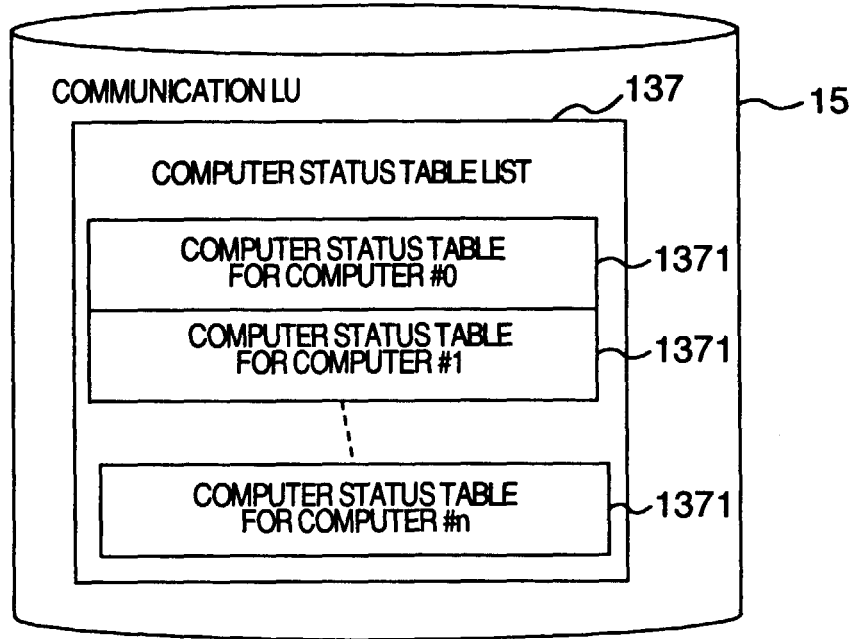 COMMUNICATION LU
137
15
COMPUTER STATUS TABLE LIST
COMPUTER STATUS TABLE
FOR COMPUTER #0
1371
COMPUTER STATUS TABLE
FOR COMPUTER #1
1371
COMPUTER STATUS TABLE
FOR COMPUTER #n
1371